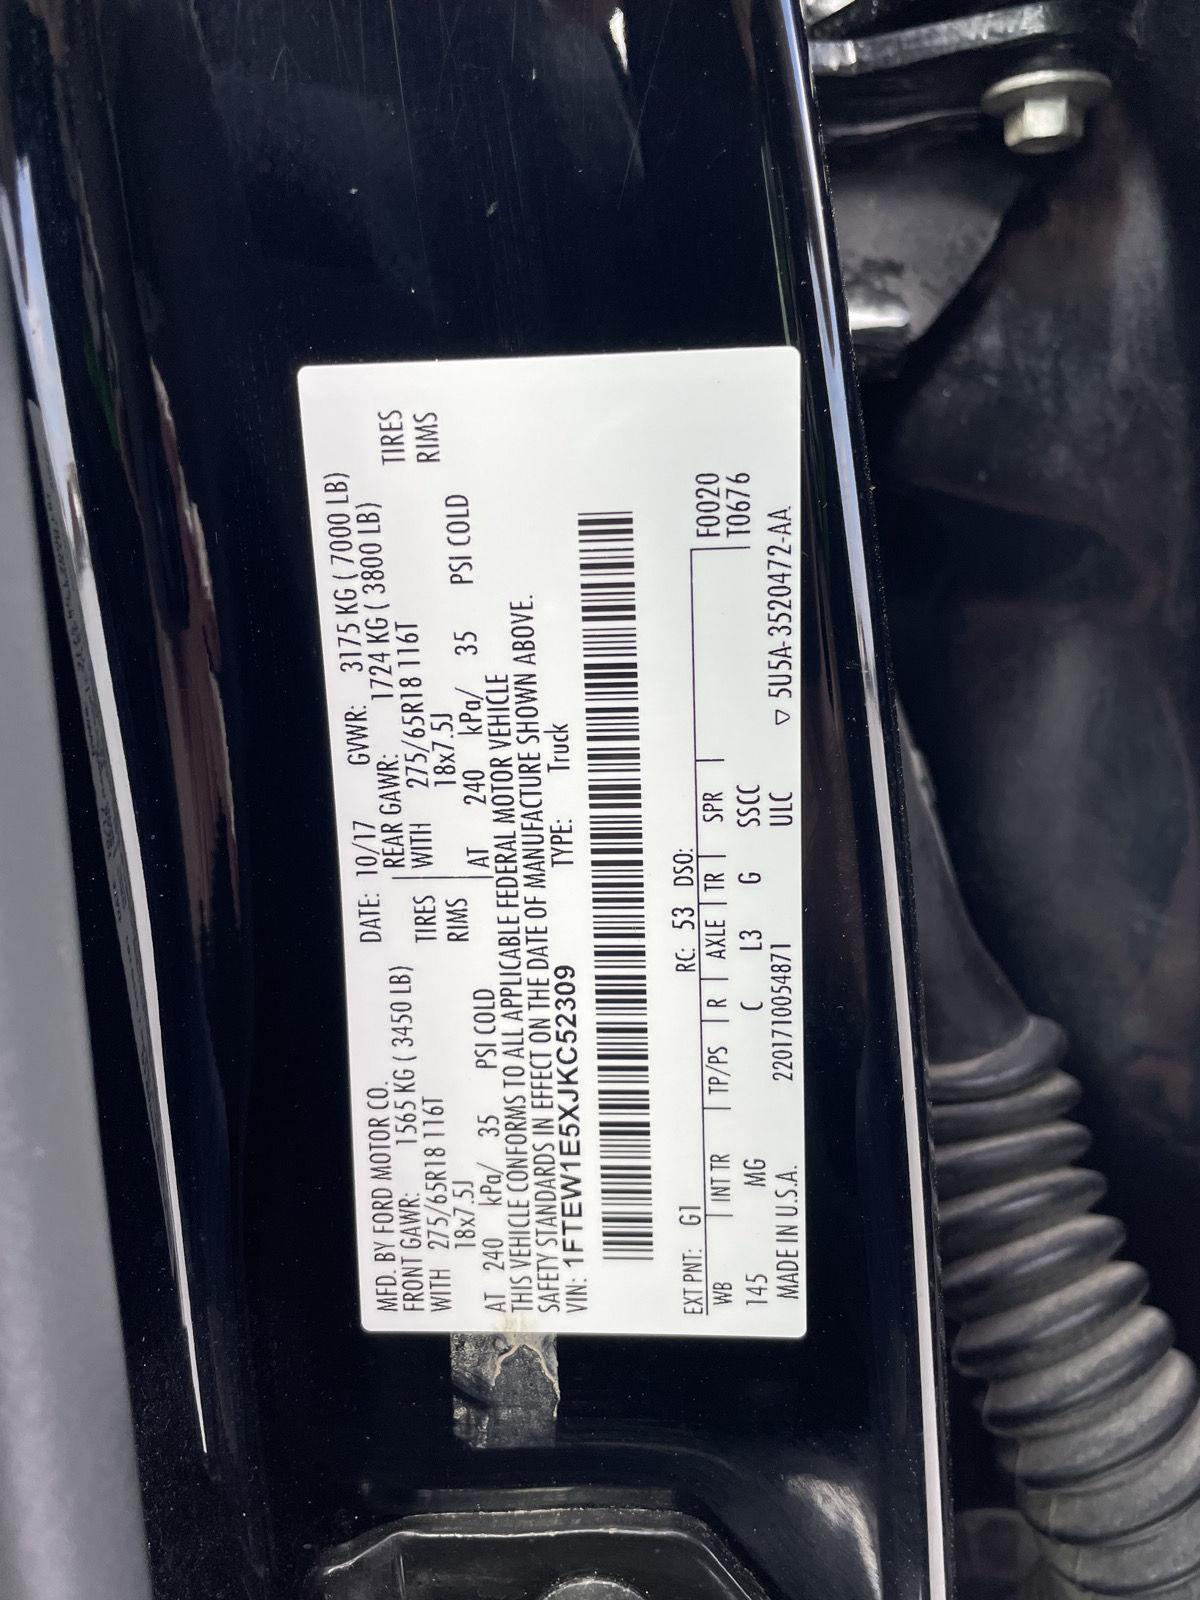 MFD. BY FORD MOTOR CO. DATE: 10/17 GVWR: 3175 KG ( 7000 LB)
FRONT GAWR: 1565 KG ( 3450 LB) REAR GAWR: 1724 KG ( 3800 LB)
WITH 275/65R18 116T TIRES WITH 275/65R18 116T TIRES
18x7.5J RIMS 18x7.5J RIMS
AT 240 kPa/ 35 PSI COLD AT 240 kPa/ 35 PSI COLD
THIS VEHICLE CONFORMS TO ALL APPLICABLE FEDERAL MOTOR VEHICLE
SAFETY STANDARDS IN EFFECT ON THE DATE OF MANUFACTURE SHOWN ABOVE.
VIN: 1FTEW1E5XJKC52309 TYPE: Truck
EXT PNT: G1 RC: 53 DSO: F0020
WB INT TR TP/PS R AXLE TR SPR T0676
145 MG C L3 G SSCC
MADE IN U.S.A. 2201710054871 ULC ▽ 5U5A-3520472-AA